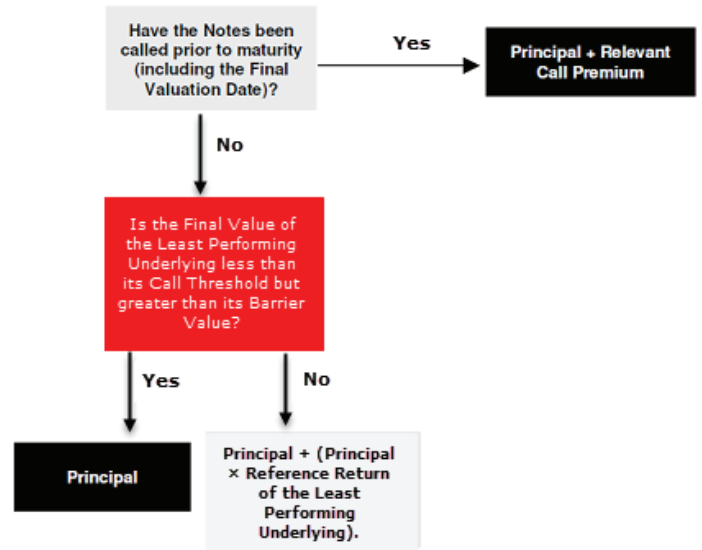 Have the Notes been
called prior to maturity
(including the Final
Valuation Date)?
Yes
Principal + Relevant
Call Premium
No
Is the Final Value of
the Least Performing
Underlying less than
its Call Threshold but
greater than its Barrier
Value?
Yes
No
Principal
Principal + (Principal
× Reference Return
of the Least
Performing
Underlying).